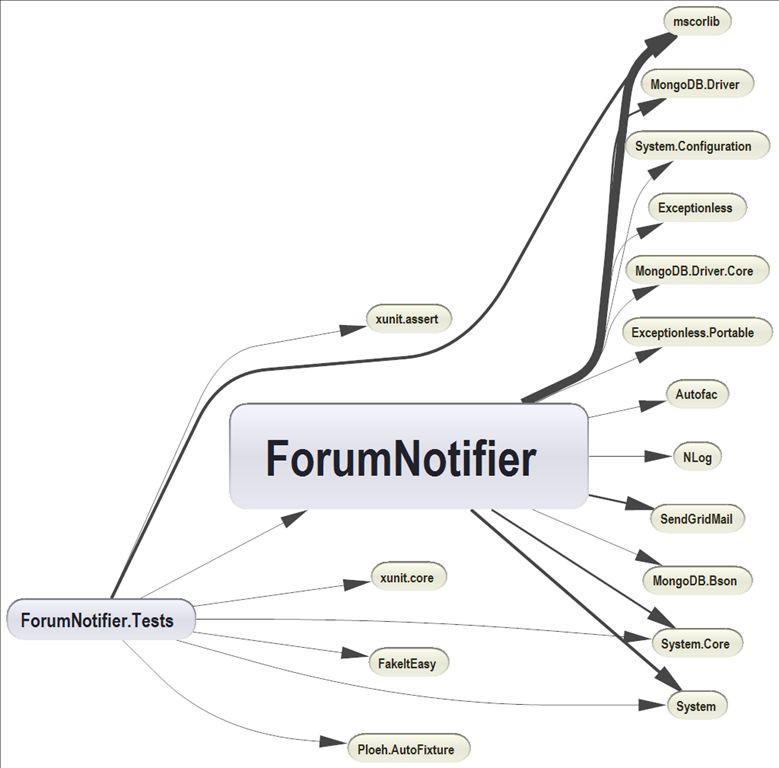 mscorlib
MongoDB.Driver
System.Configuration
Exceptionless
MongoDB.Driver.Core
xunit.assert
Exceptionless.Portable
Autofac
ForumNotifier
NLog
SendGridMail
xunit.core
MongoDB.Bson
ForumNotifier.Tests
System.Core
FakeItEasy
System
Ploeh.AutoFixture